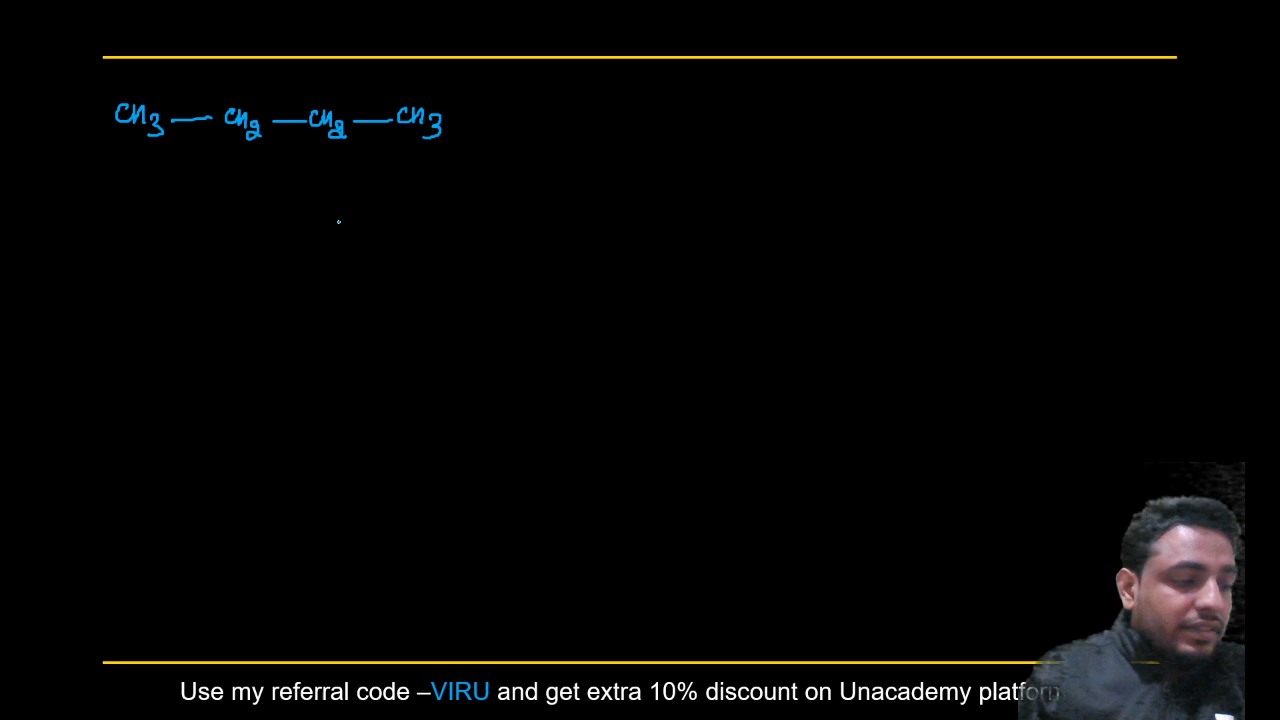 CH3 — CH2 — CH2 — CH3
Use my referral code –VIRU and get extra 10% discount on Unacademy platform